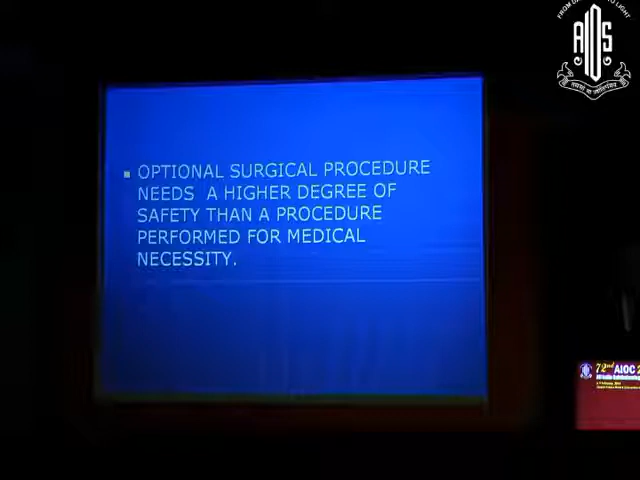 AIOS
OPTIONAL SURGICAL PROCEDURE
NEEDS A HIGHER DEGREE OF
SAFETY THAN A PROCEDURE
PERFORMED FOR MEDICAL
NECESSITY.
72nd AIOC